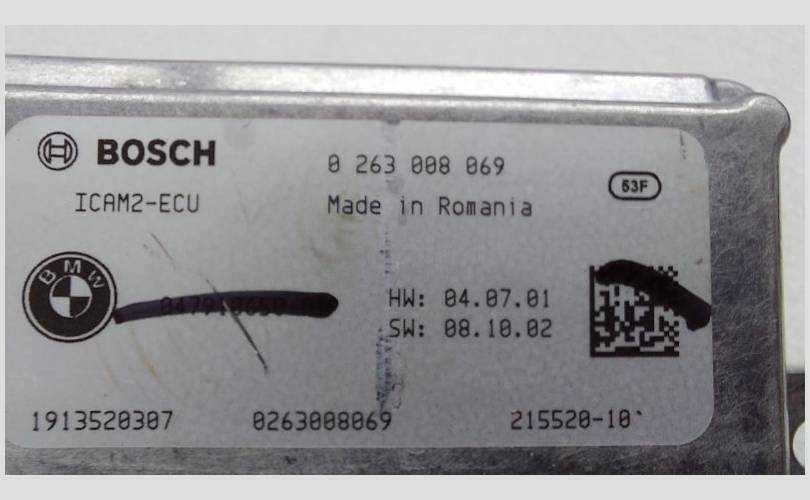 BOSCH
0 263 008 069
53F
ICAM2-ECU
Made in Romania
BMW
HW: 04.07.01
SW: 08.10.02
1913520307
0263008069
215520-10